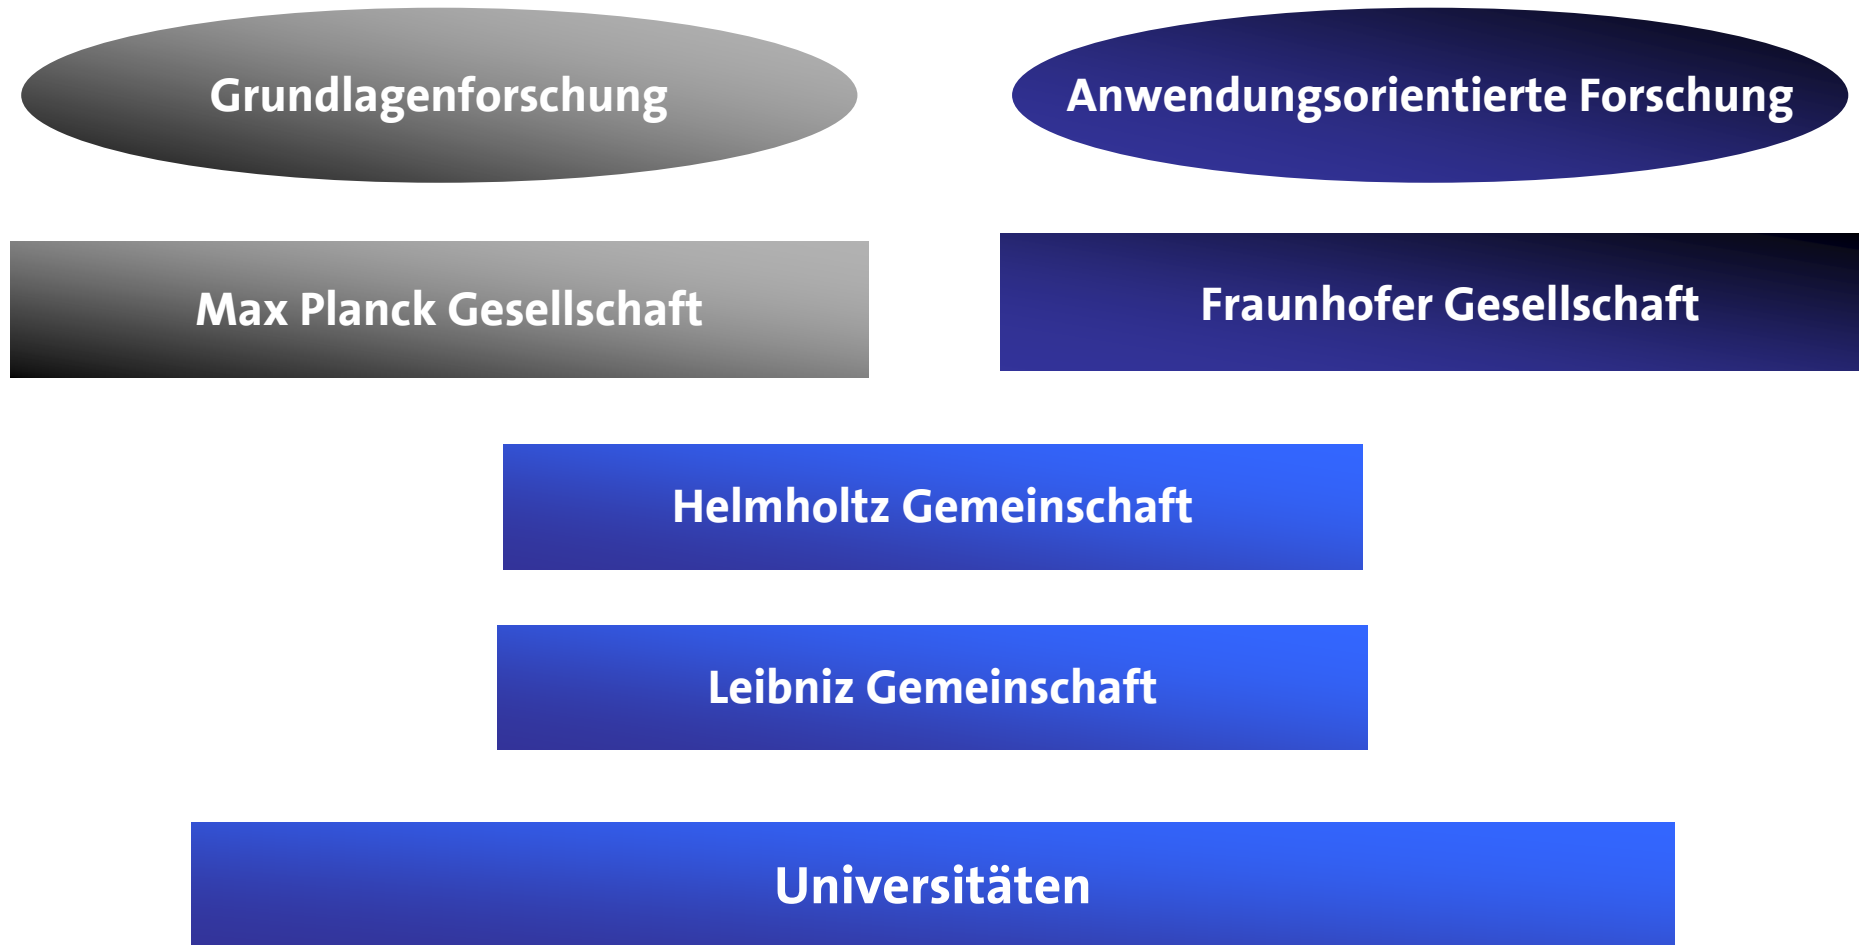 Grundlagenforschung
Anwendungsorientierte Forschung
Max Planck Gesellschaft
Fraunhofer Gesellschaft
Helmholtz Gemeinschaft
Leibniz Gemeinschaft
Universitäten